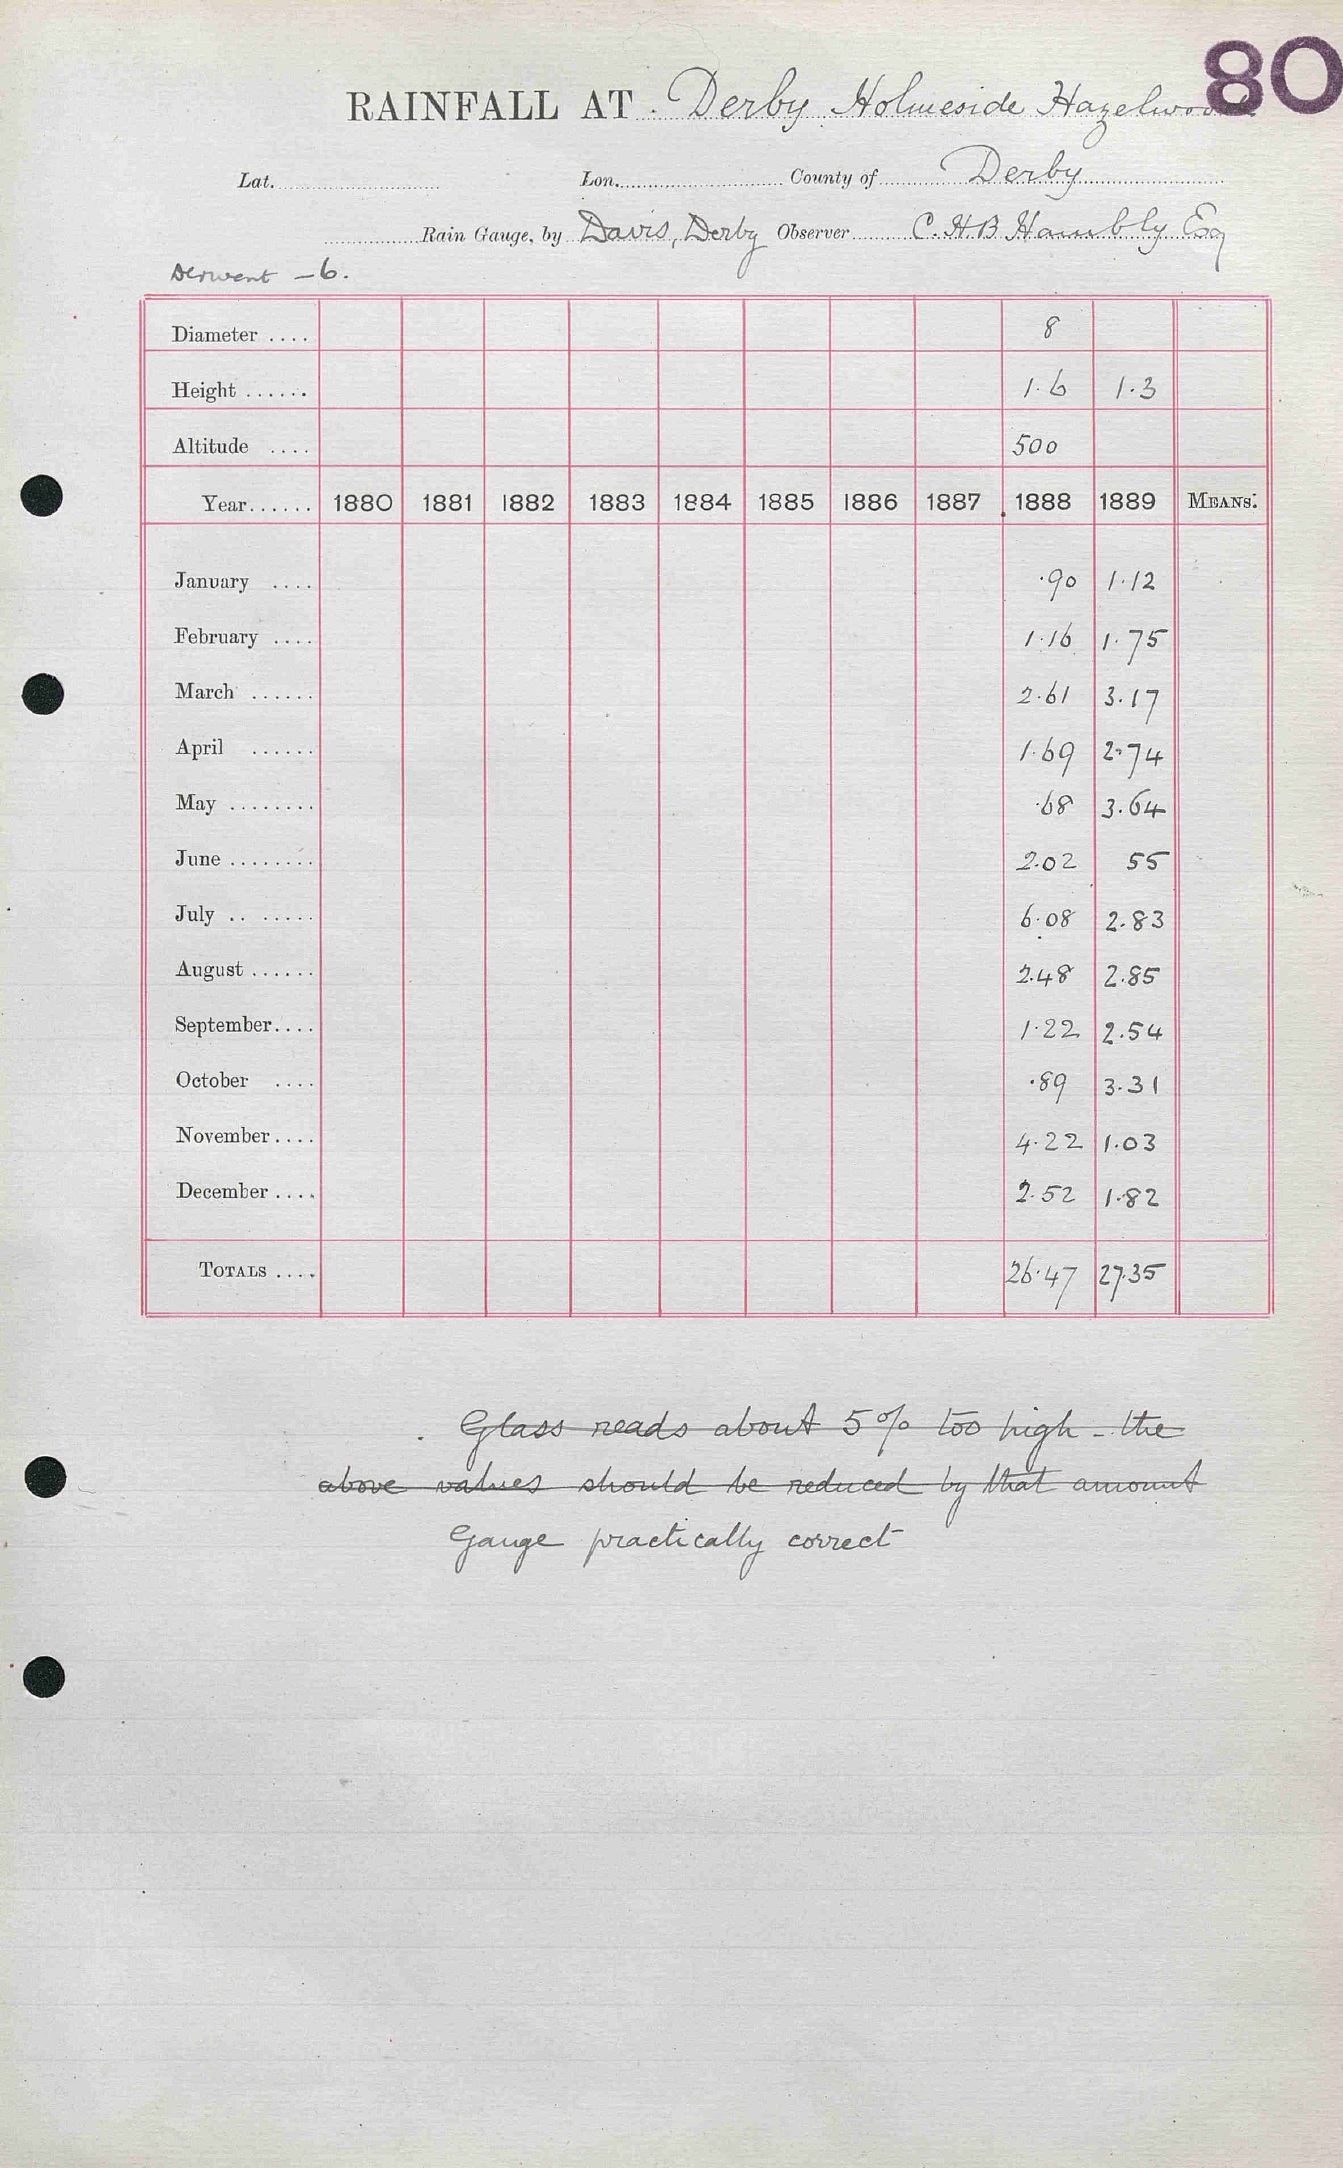 80
RAINFALL AT Derby Holmeside Hazelwood
Lat. Lon. County of Derby
Rain Gauge, by Davis, Derby Observer C. H B Hambly Esq
Derwent – 6.
Diameter .... 8
Height ...... 1.6 1.3
Altitude .... 500
Year...... 1880 1881 1882 1883 1884 1885 1886 1887 1888 1889 MEANS.
January .... .90 1.12
February .... 1.16 1.75
March ...... 2.61 3.17
April ...... 1.69 2.74
May ........ .68 3.64
June ........ 2.02 55
July .. ..... 6.08 2.83
August ...... 2.48 2.85
September.... 1.22 2.54
October .... .89 3.31
November.... 4.22 1.03
December .... 2.52 1.82
TOTALS .... 26.47 27.35
Glass reads about 5% too high – the
above values should be reduced by that amount
Gauge practically correct